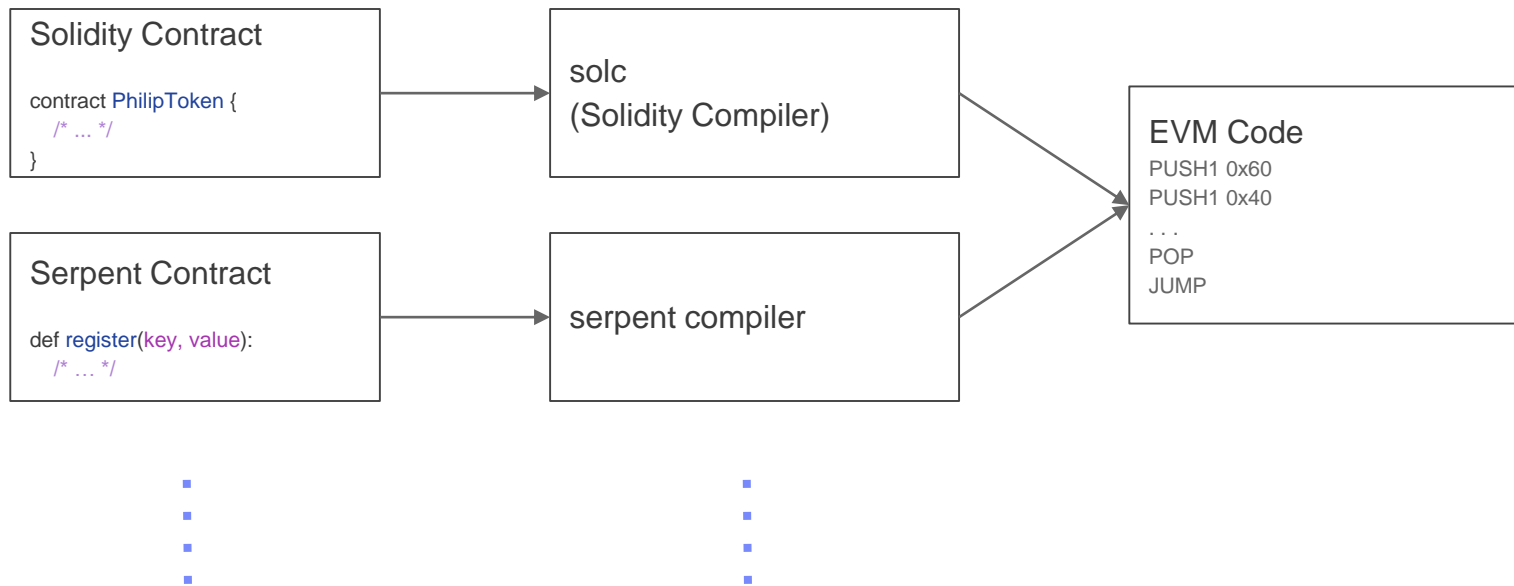 Solidity Contract
contract PhilipToken {
/* ... */
}
solc
(Solidity Compiler)
EVM Code
PUSH1 0x60
PUSH1 0x40
. . .
POP
JUMP
Serpent Contract
def register(key, value):
/* … */
serpent compiler